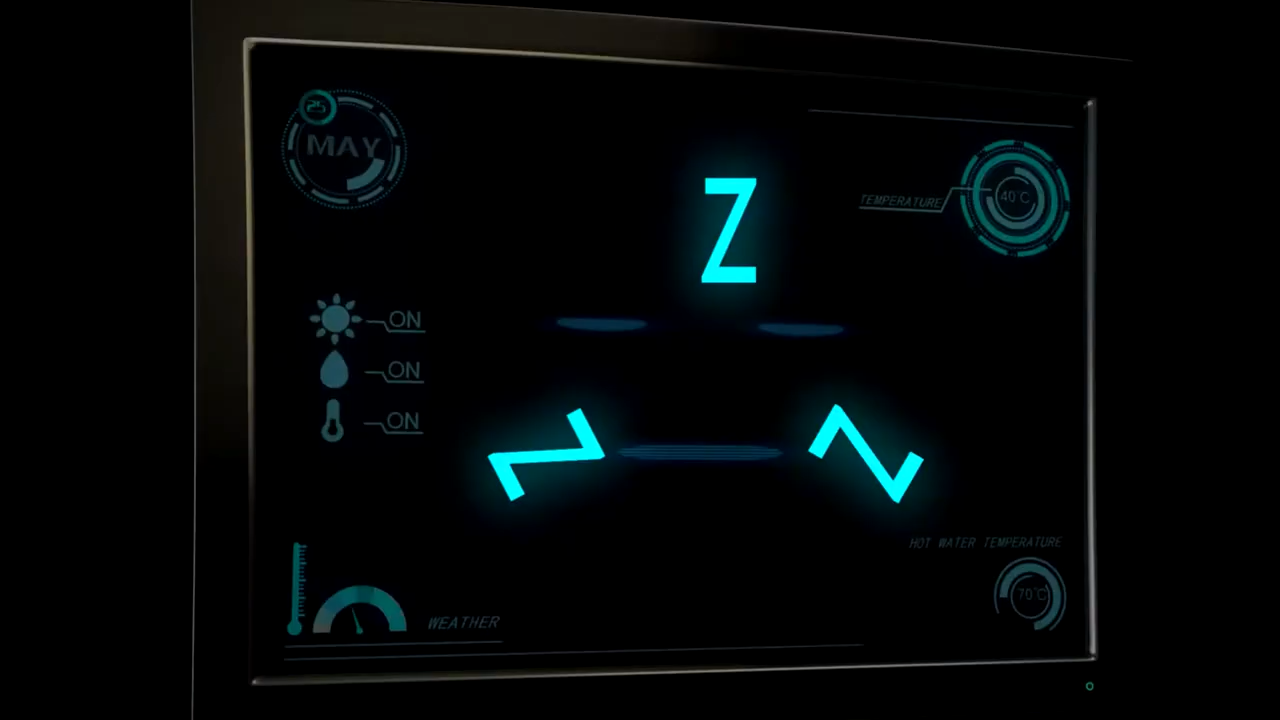 25
MAY
Z
TEMPERATURE
40°C
ON
ON
ON
Z
Z
HOT WATER TEMPERATURE
70°C
WEATHER